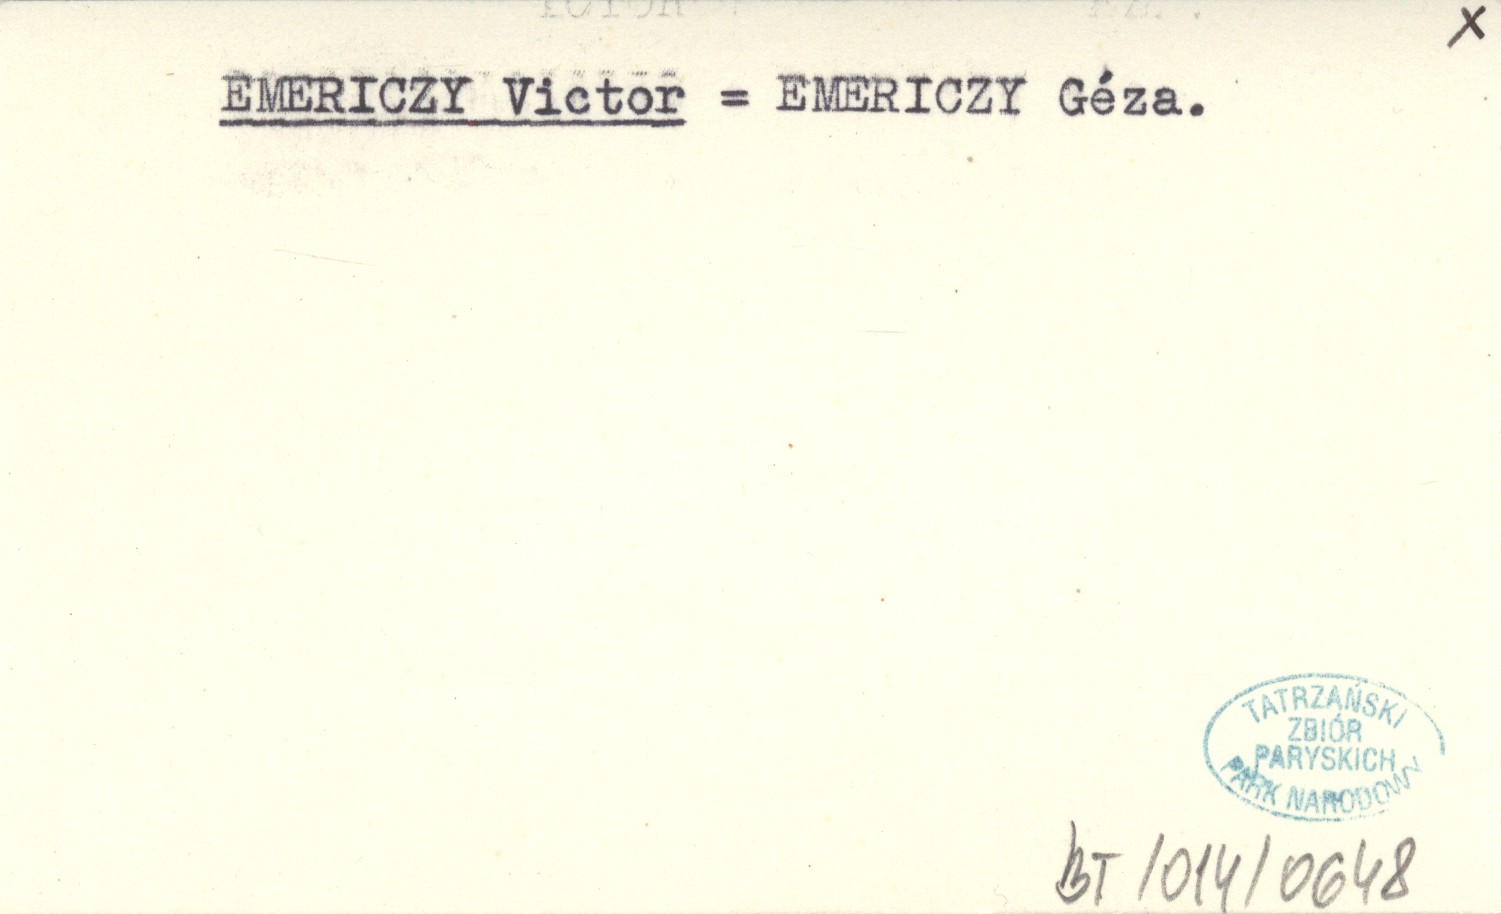 x
EMERICZY Victor = EMERICZY Géza.
TATRZAŃSKI
ZBIÓR
PARYSKICH
PARK NARODOWY
BT/014/0648